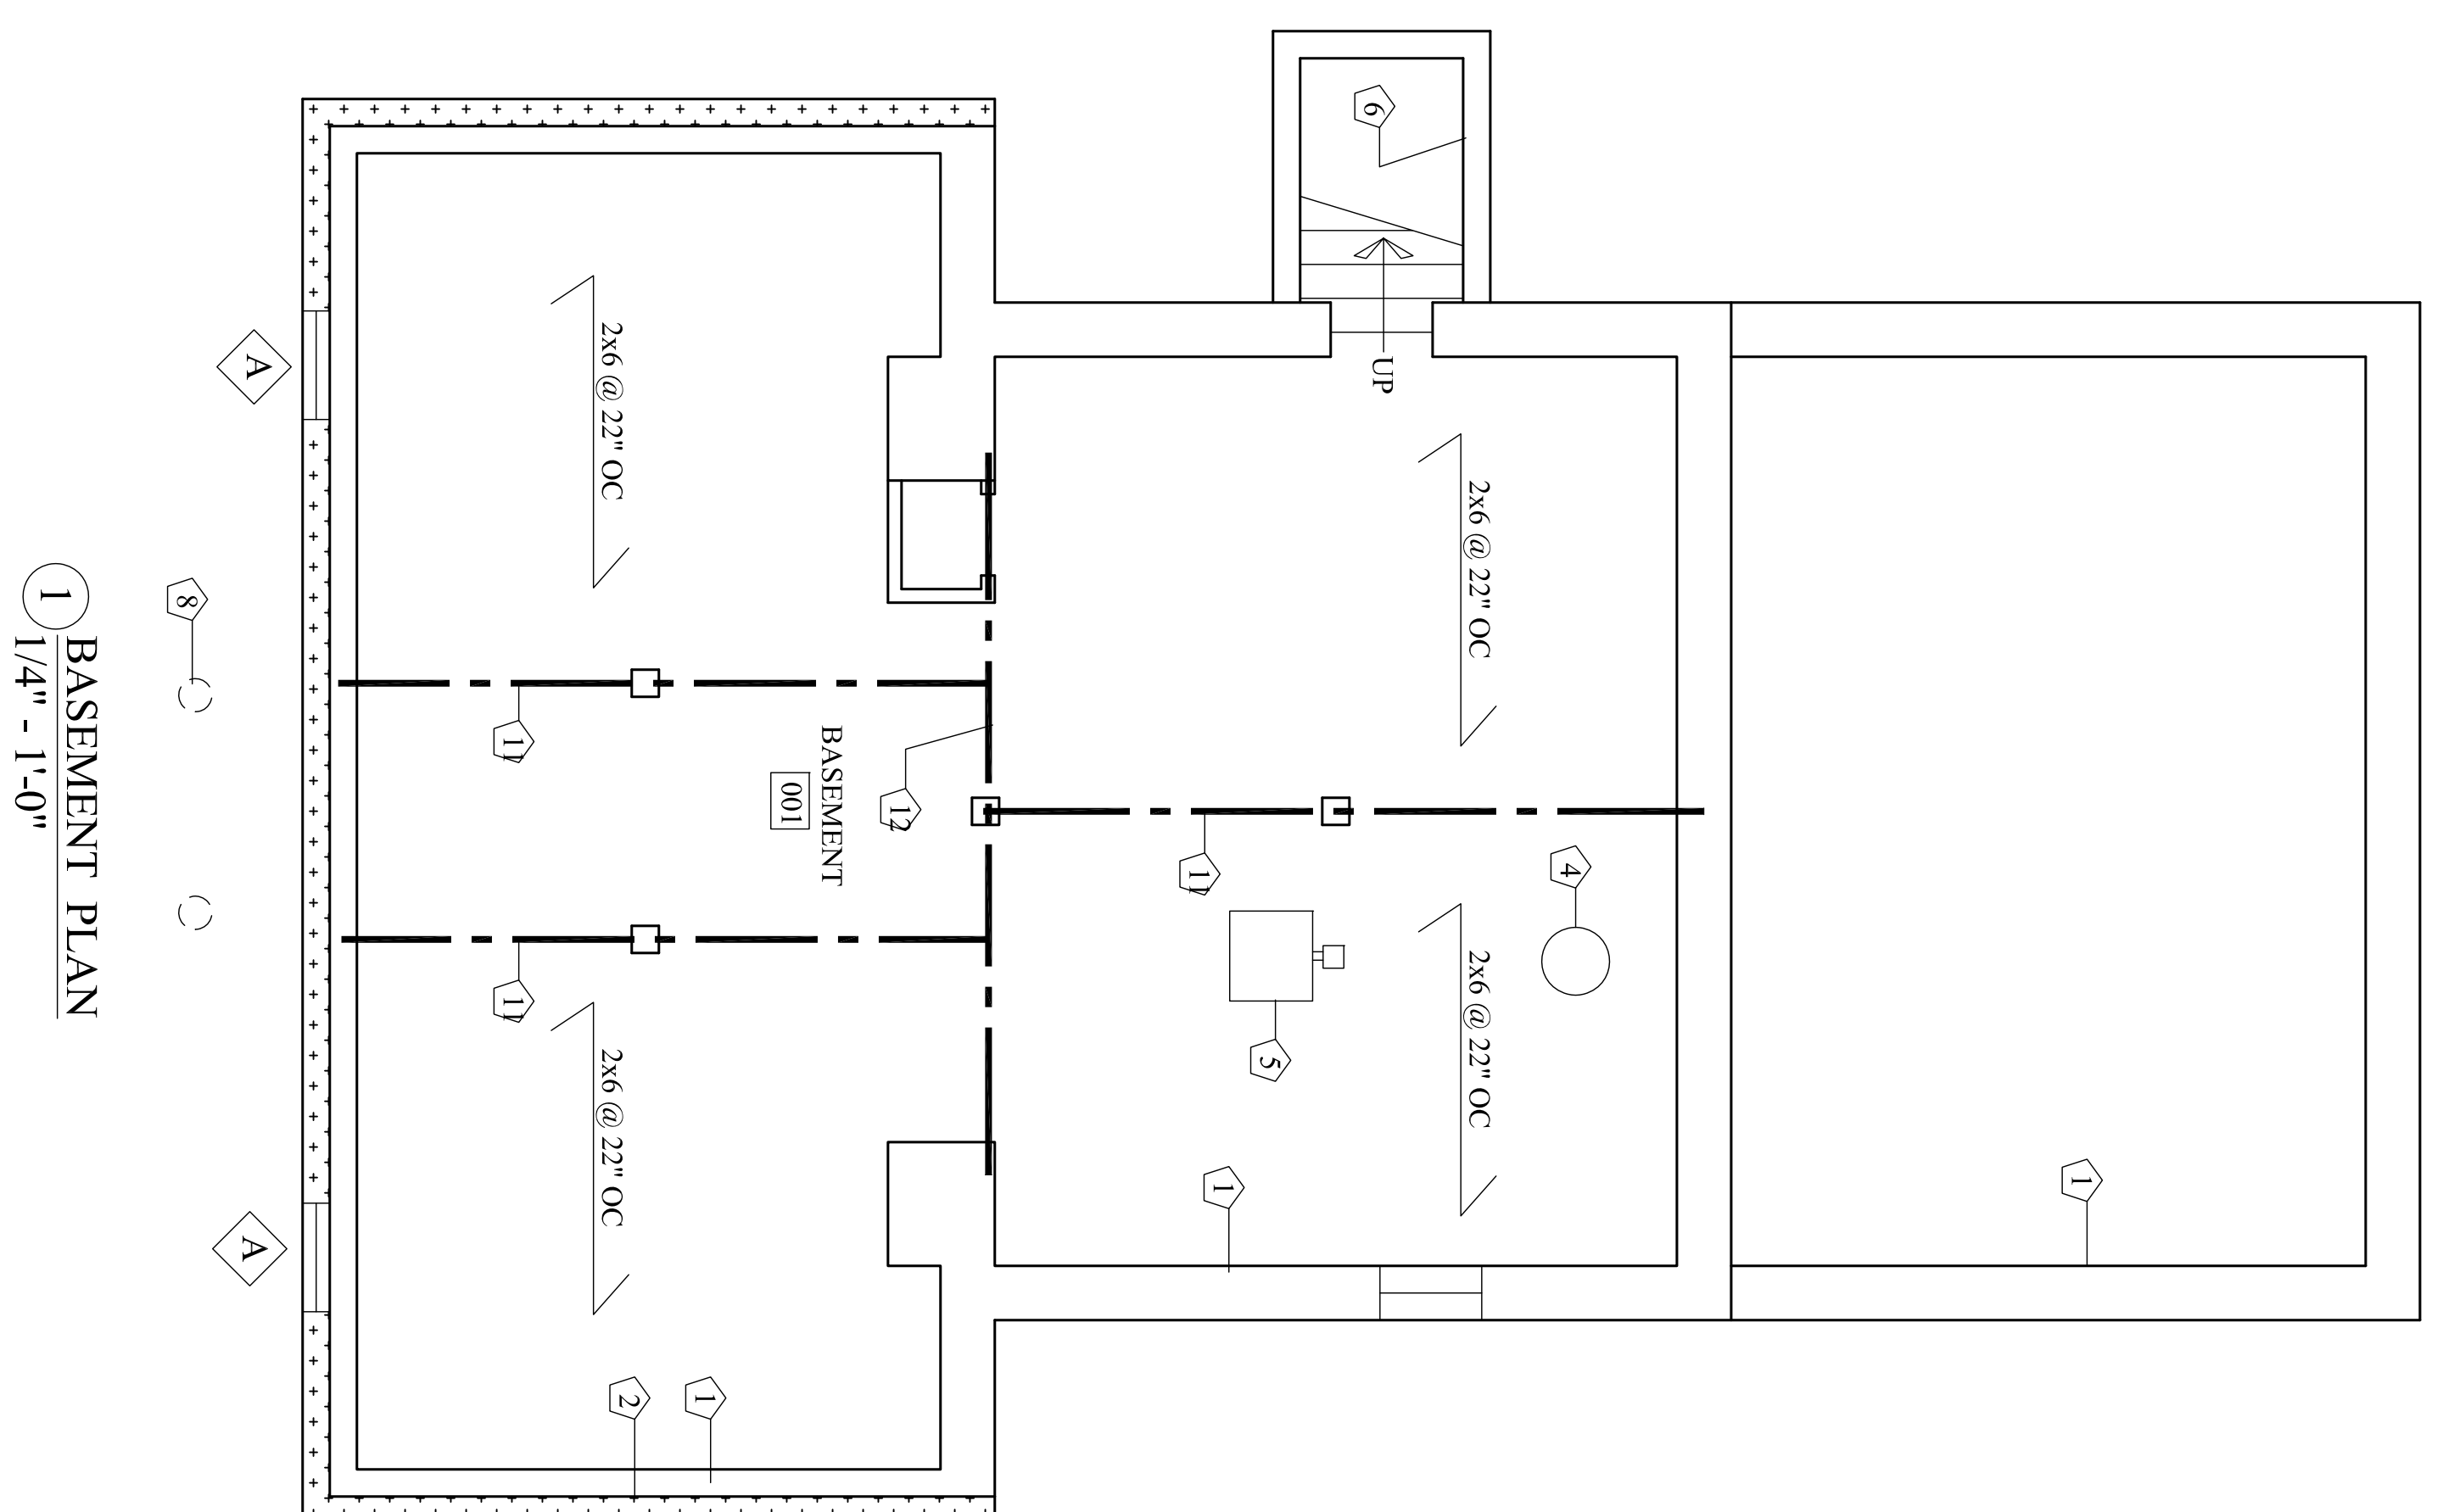 1
4
2x6 @ 22" OC
2x6 @ 22" OC
6
UP
5
1
11
12
BASEMENT
001
1
2
2x6 @ 22" OC
2x6 @ 22" OC
11
11
A
A
8
1
BASEMENT PLAN
1/4" - 1'-0"